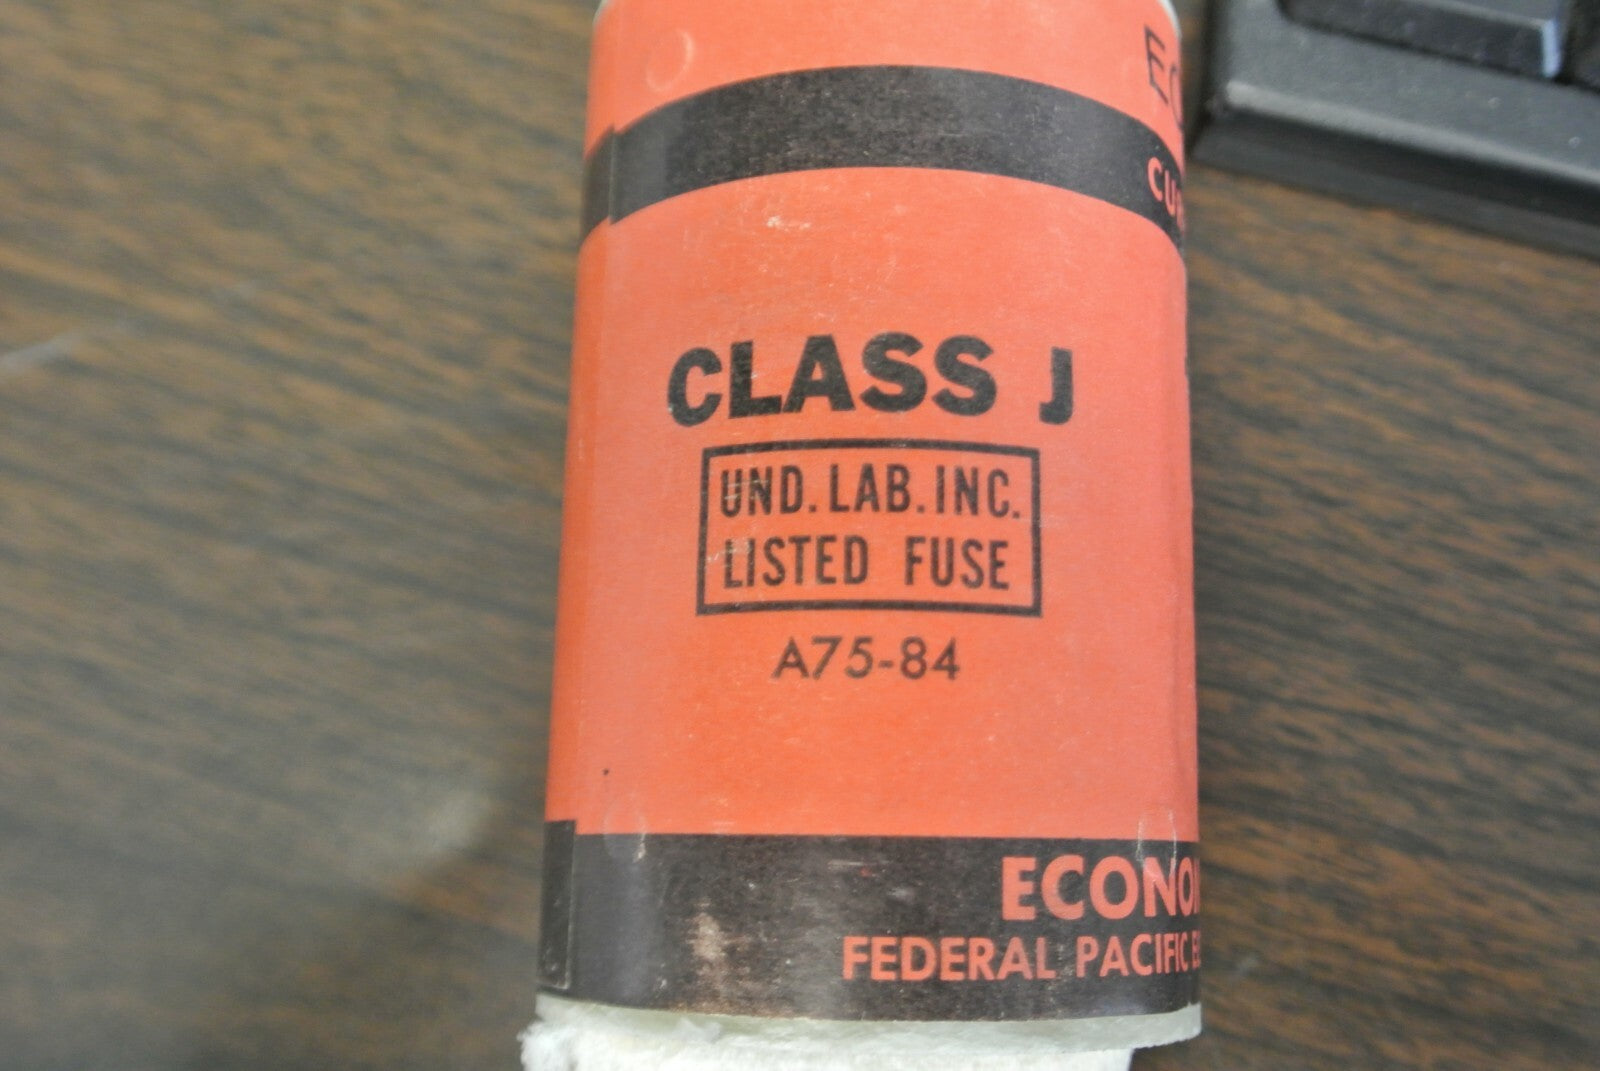 CLASS J
UND. LAB. INC.
LISTED FUSE
A75-84
FEDERAL PACIFIC